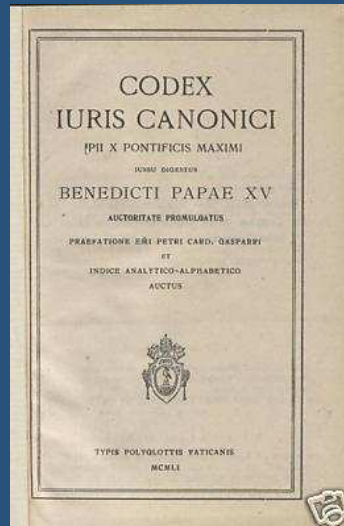 CODEX
IURIS CANONICI
PII X PONTIFICIS MAXIMI
IUSSU DIGESTUS
BENEDICTI PAPAE XV
AUCTORITATE PROMULGATUS
PRAEFATIONE EMI PETRI CARD. GASPARRI
ET
INDICE ANALYTICO-ALPHABETICO
AUCTUS
TYPIS POLYGLOTTIS VATICANIS
MCMLI